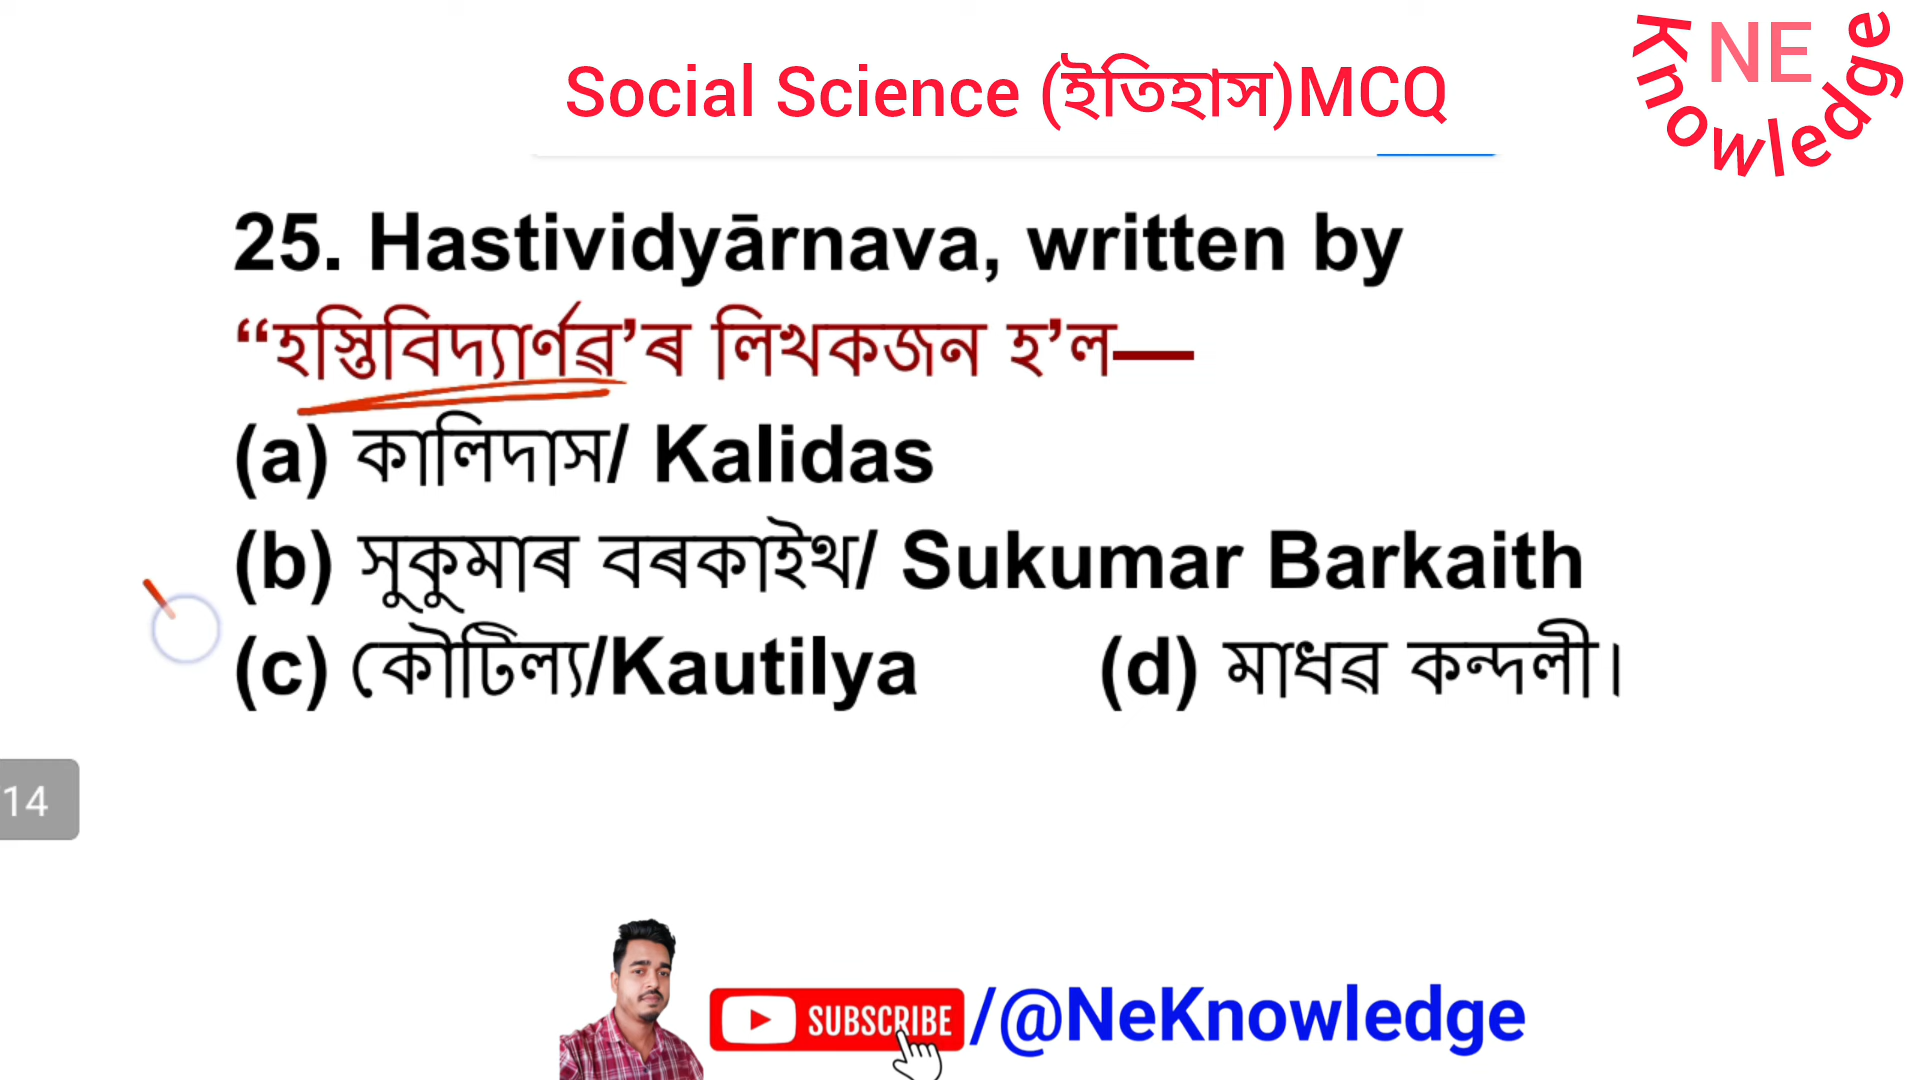 Social Science (ইতিহাস)MCQ
NE
Knowledge
25. Hastividyārnava, written by
“হস্তিবিদ্যাৰ্ণৱ’ৰ লিখকজন হ’ল—
(a) কালিদাস/ Kalidas
(b) সুকুমাৰ বৰকাইথ/ Sukumar Barkaith
(c) কৌটিল্য/Kautilya (d) মাধৱ কন্দলী।
14
SUBSCRIBE /@NeKnowledge